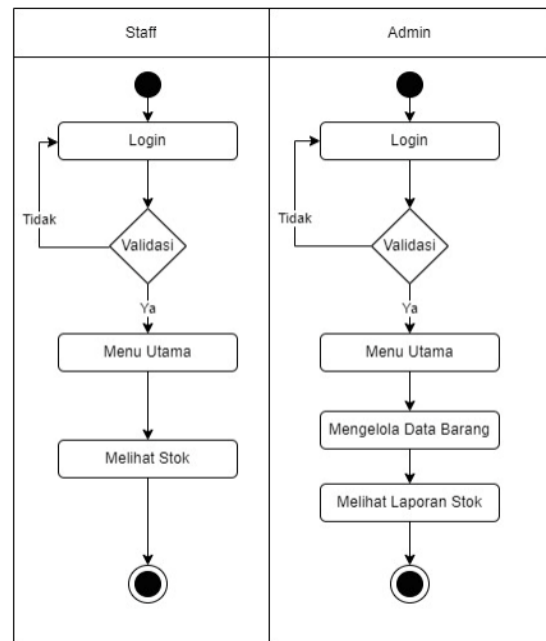 Staff
Admin
Login
Login
Tidak
Validasi
Tidak
Validasi
Ya
Ya
Menu Utama
Menu Utama
Mengelola Data Barang
Melihat Stok
Melihat Laporan Stok